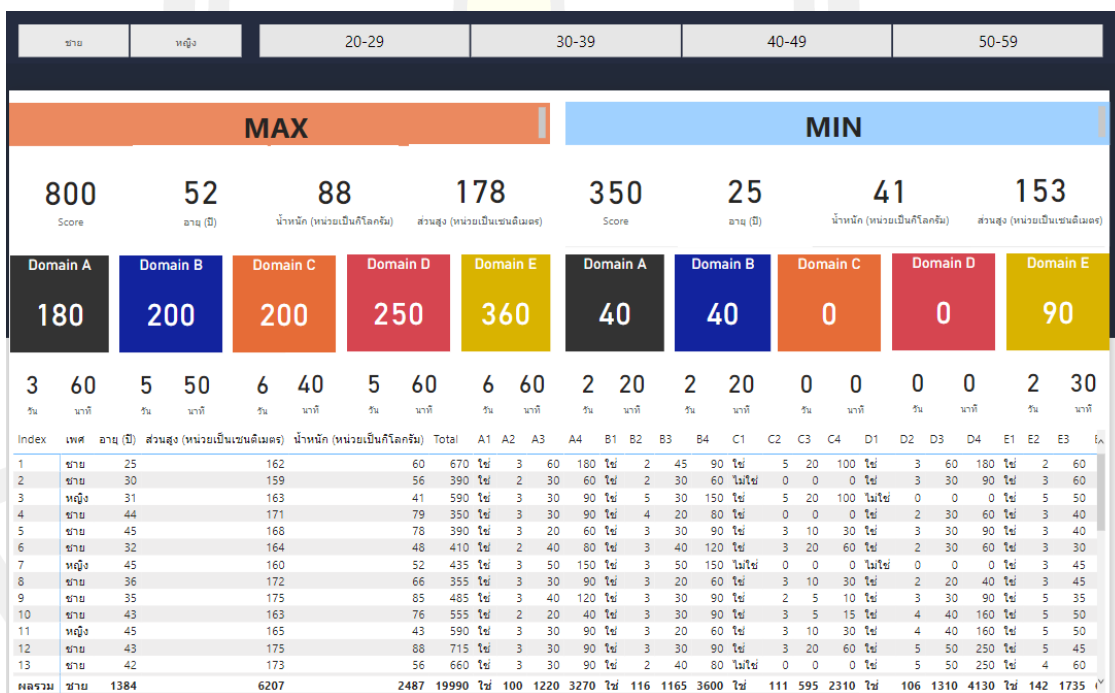 ชาย หญิง 20-29 30-39 40-49 50-59
MAX MIN
800 52 88 178 350 25 41 153
Score อายุ (ปี) น้ำหนัก (หน่วยเป็นกิโลกรัม) ส่วนสูง (หน่วยเป็นเซนติเมตร) Score อายุ (ปี) น้ำหนัก (หน่วยเป็นกิโลกรัม) ส่วนสูง (หน่วยเป็นเซนติเมตร)
Domain A Domain B Domain C Domain D Domain E Domain A Domain B Domain C Domain D Domain E
180 200 200 250 360 40 40 0 0 90
3 60 5 50 6 40 5 60 6 60 2 20 2 20 0 0 0 0 2 30
วัน นาที วัน นาที วัน นาที วัน นาที วัน นาที วัน นาที วัน นาที วัน นาที วัน นาที วัน นาที
Index เพศ อายุ (ปี) ส่วนสูง (หน่วยเป็นเซนติเมตร) น้ำหนัก (หน่วยเป็นกิโลกรัม) Total A1 A2 A3 A4 B1 B2 B3 B4 C1 C2 C3 C4 D1 D2 D3 D4 E1 E2 E3
1 ชาย 25 162 60 670 ใช่ 3 60 180 ใช่ 2 45 90 ใช่ 5 20 100 ใช่ 3 60 180 ใช่ 2 60
2 ชาย 30 159 56 390 ใช่ 2 30 60 ใช่ 2 30 60 ไม่ใช่ 0 0 0 ใช่ 3 30 90 ใช่ 3 60
3 หญิง 31 163 41 590 ใช่ 3 30 90 ใช่ 5 30 150 ใช่ 5 20 100 ไม่ใช่ 0 0 0 ใช่ 5 50
4 ชาย 44 171 79 350 ใช่ 3 30 90 ใช่ 4 20 80 ใช่ 0 0 0 ใช่ 2 30 60 ใช่ 3 40
5 ชาย 45 168 78 390 ใช่ 3 20 60 ใช่ 3 30 90 ใช่ 3 10 30 ใช่ 3 30 90 ใช่ 3 40
6 ชาย 32 164 48 410 ใช่ 2 40 80 ใช่ 3 40 120 ใช่ 3 20 60 ใช่ 2 30 60 ใช่ 3 30
7 หญิง 45 160 52 435 ใช่ 3 50 150 ใช่ 3 50 150 ไม่ใช่ 0 0 0 ไม่ใช่ 0 0 0 ใช่ 3 45
8 ชาย 36 172 66 355 ใช่ 3 30 90 ใช่ 3 20 60 ใช่ 3 10 30 ใช่ 2 20 40 ใช่ 3 45
9 ชาย 35 175 85 485 ใช่ 3 40 120 ใช่ 3 30 90 ใช่ 2 5 10 ใช่ 3 30 90 ใช่ 5 35
10 ชาย 43 163 76 555 ใช่ 2 20 40 ใช่ 3 30 90 ใช่ 3 5 15 ใช่ 4 40 160 ใช่ 5 50
11 หญิง 45 165 43 590 ใช่ 3 30 90 ใช่ 3 20 60 ใช่ 3 10 30 ใช่ 4 40 160 ใช่ 5 50
12 ชาย 43 175 88 715 ใช่ 3 30 90 ใช่ 3 30 90 ใช่ 3 20 60 ใช่ 5 50 250 ใช่ 5 45
13 ชาย 42 173 56 660 ใช่ 3 30 90 ใช่ 2 40 80 ไม่ใช่ 0 0 0 ใช่ 5 50 250 ใช่ 4 60
ผลรวม ชาย 1384 6207 2487 19990 ใช่ 100 1220 3270 ใช่ 116 1165 3600 ใช่ 111 595 2310 ใช่ 106 1310 4130 ใช่ 142 1735